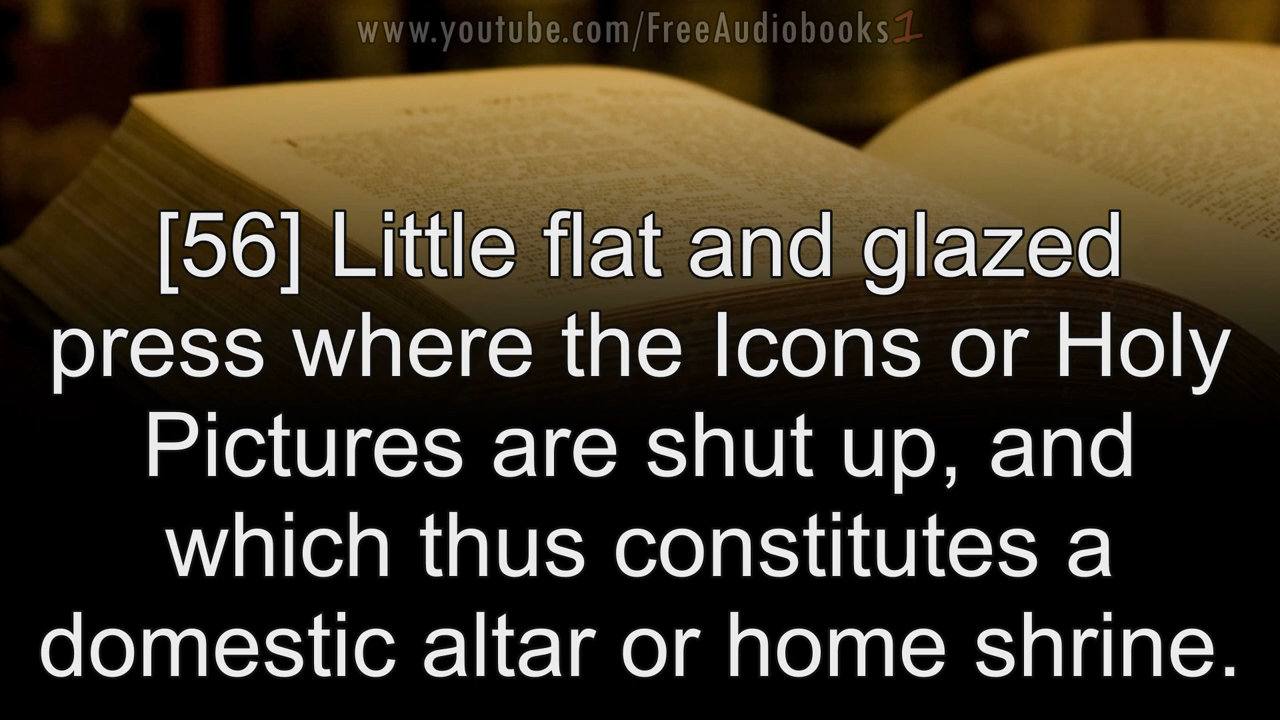 www.youtube.com/FreeAudiobooks1
[56] Little flat and glazed
press where the Icons or Holy
Pictures are shut up, and
which thus constitutes a
domestic altar or home shrine.